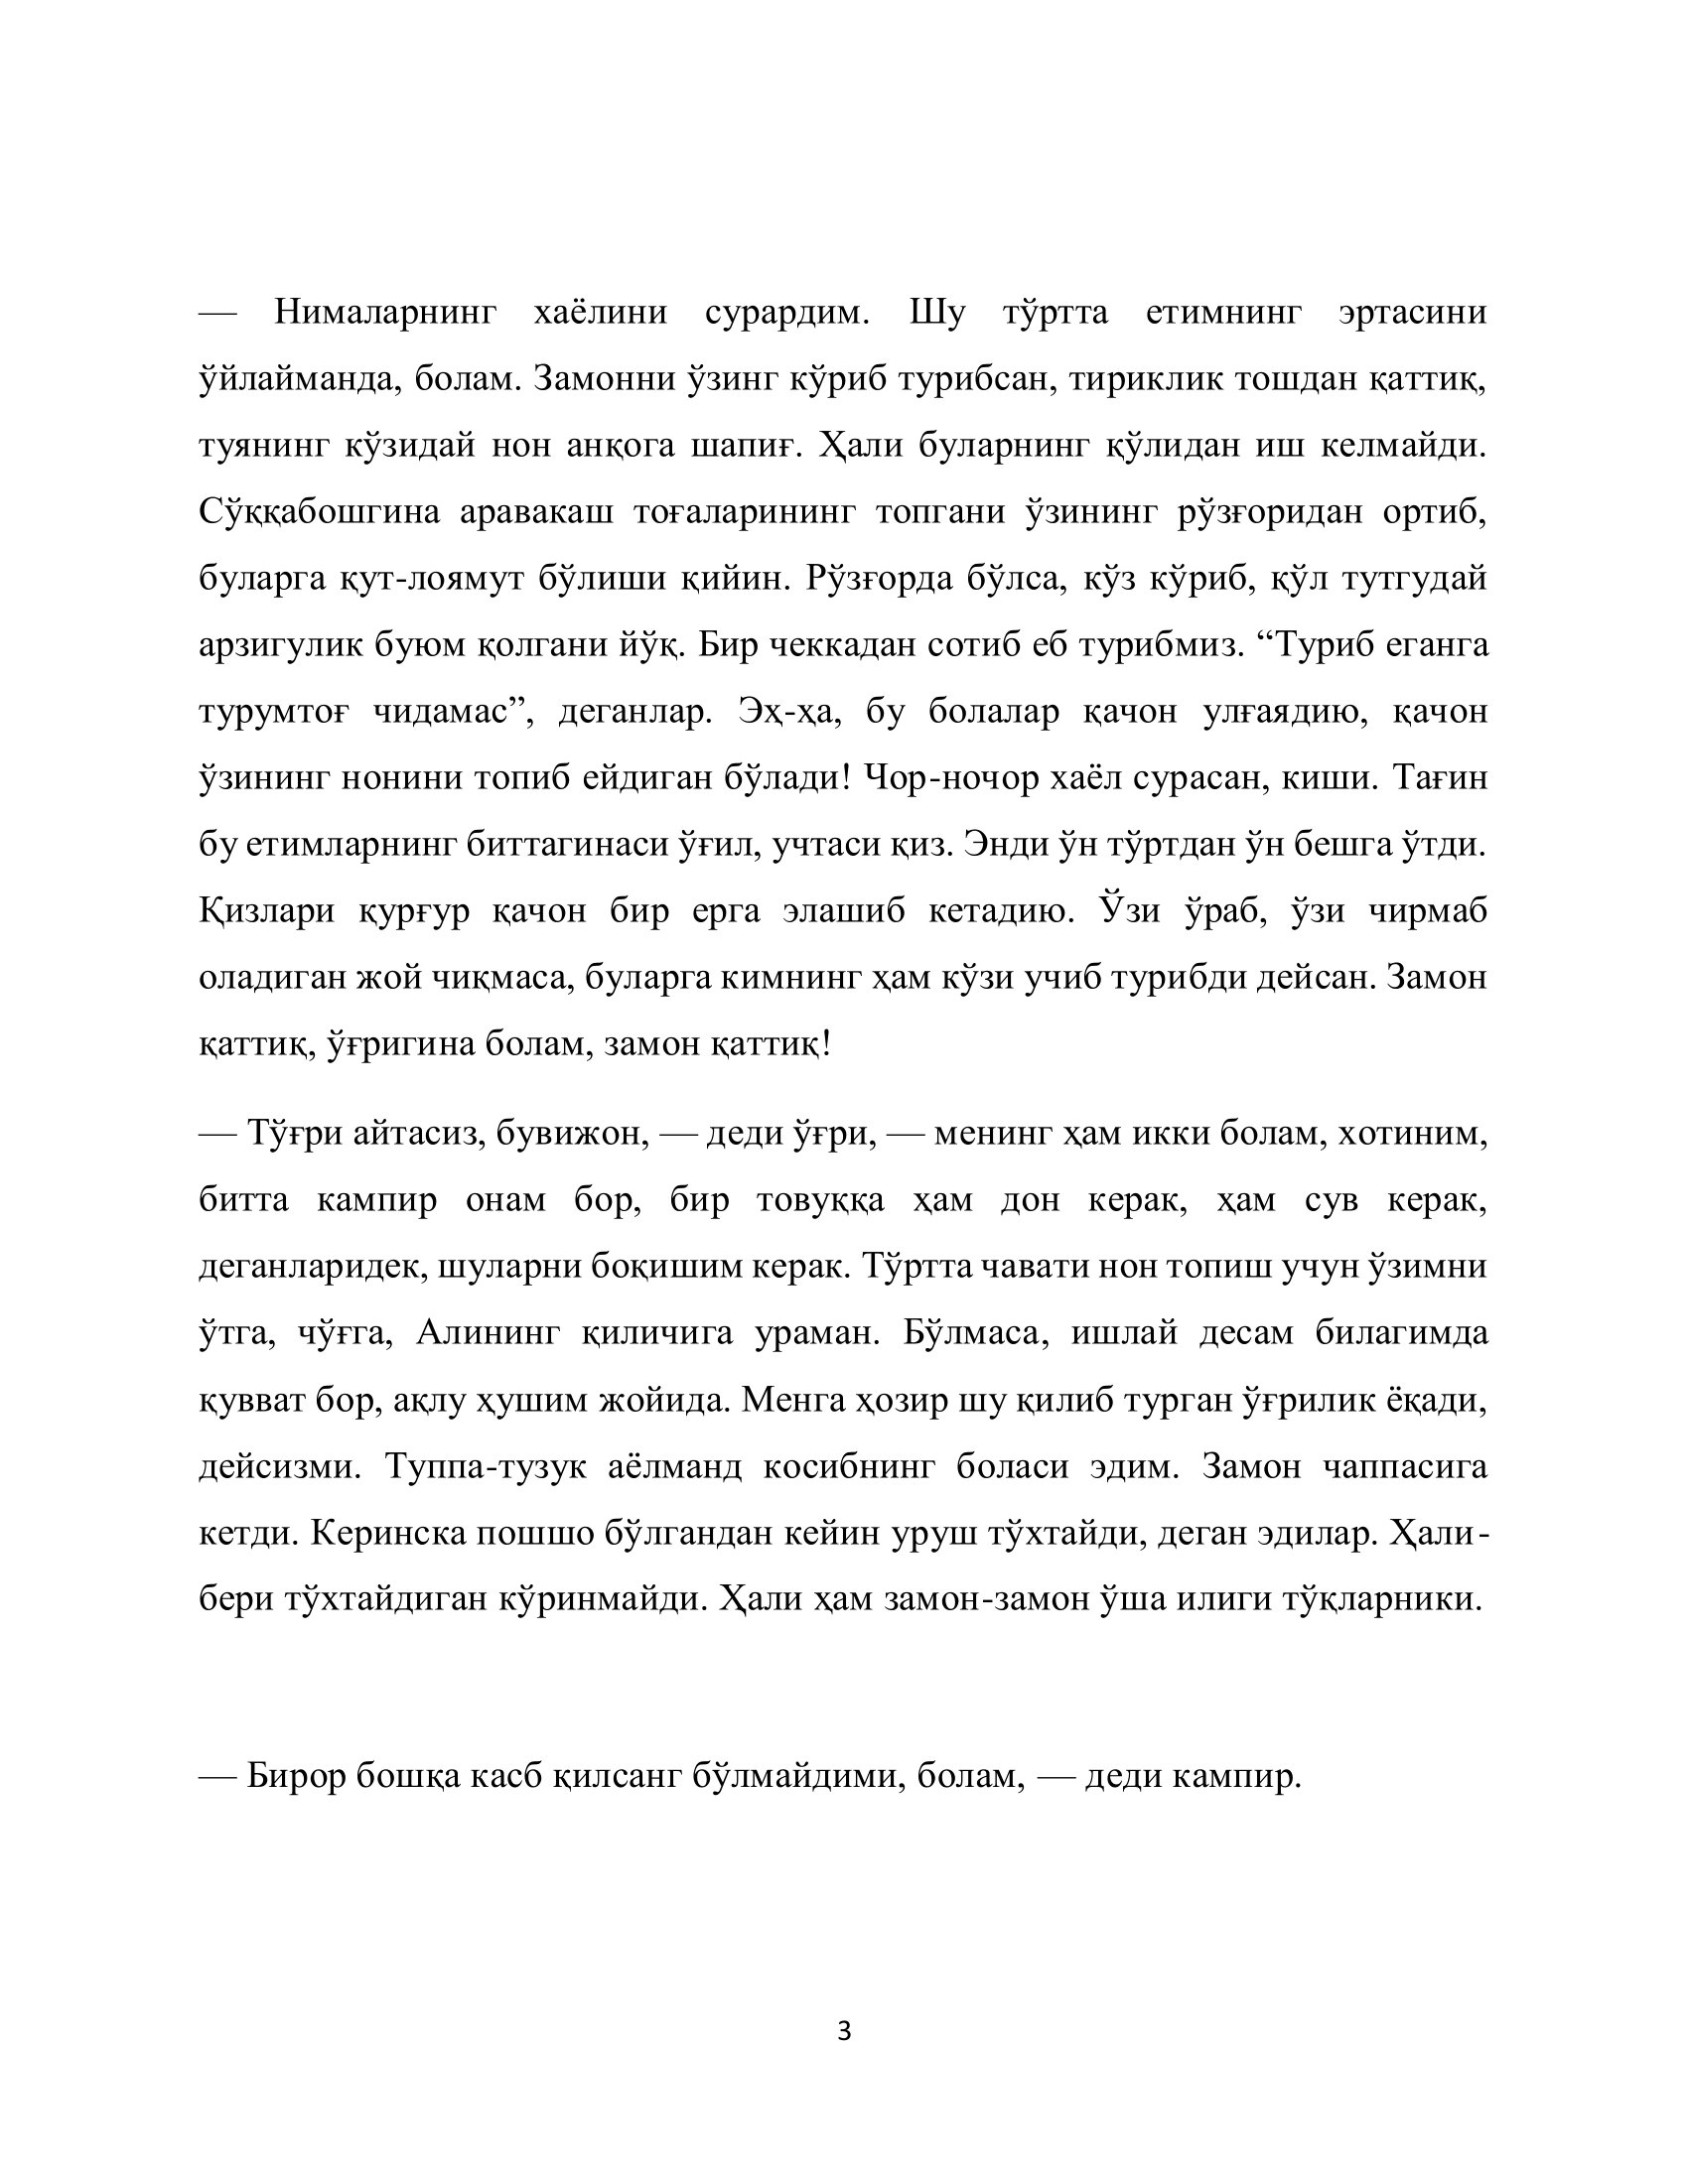 — Нималарнинг хаёлини сурардим. Шу тўртта етимнинг эртасини
ўйлайманда, болам. Замонни ўзинг кўриб турибсан, тириклик тошдан қаттиқ,
туянинг кўзидай нон анқога шапиғ. Ҳали буларнинг қўлидан иш келмайди.
Сўққабошгина аравакаш тоғаларининг топгани ўзининг рўзғоридан ортиб,
буларга қут-лоямут бўлиши қийин. Рўзғорда бўлса, кўз кўриб, қўл тутгудай
арзигулик буюм қолгани йўқ. Бир чеккадан сотиб еб турибмиз. “Туриб еганга
турумтоғ чидамас”, деганлар. Эҳ-ҳа, бу болалар қачон улғаядию, қачон
ўзининг нонини топиб ейдиган бўлади! Чор-ночор хаёл сурасан, киши. Тағин
бу етимларнинг биттагинаси ўғил, учтаси қиз. Энди ўн тўртдан ўн бешга ўтди.
Қизлари қурғур қачон бир ерга элашиб кетадию. Ўзи ўраб, ўзи чирмаб
оладиган жой чиқмаса, буларга кимнинг ҳам кўзи учиб турибди дейсан. Замон
қаттиқ, ўғригина болам, замон қаттиқ!
— Тўғри айтасиз, бувижон, — деди ўғри, — менинг ҳам икки болам, хотиним,
битта кампир онам бор, бир товуққа ҳам дон керак, ҳам сув керак,
деганларидек, шуларни боқишим керак. Тўртта чавати нон топиш учун ўзимни
ўтга, чўғга, Алининг қиличига ураман. Бўлмаса, ишлай десам билагимда
қувват бор, ақлу ҳушим жойида. Менга ҳозир шу қилиб турган ўғрилик ёқади,
дейсизми. Туппа-тузук аёлманд косибнинг боласи эдим. Замон чаппасига
кетди. Керинска пошшо бўлгандан кейин уруш тўхтайди, деган эдилар. Ҳали-
бери тўхтайдиган кўринмайди. Ҳали ҳам замон-замон ўша илиги тўқларники.
— Бирор бошқа касб қилсанг бўлмайдими, болам, — деди кампир.
3